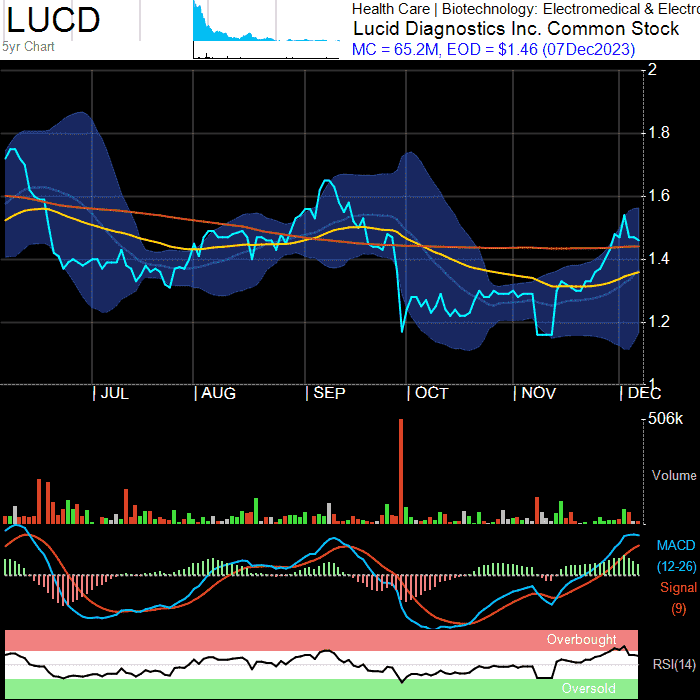 LUCD
5yr Chart
Health Care | Biotechnology: Electromedical & Electro
Lucid Diagnostics Inc. Common Stock
MC = 65.2M, EOD = $1.46 (07Dec2023)
2
1.8
1.6
1.4
1.2
1
| JUL | AUG | SEP | OCT | NOV | DEC
506k
Volume
MACD
(12-26)
Signal
(9)
Overbought
RSI(14)
Oversold